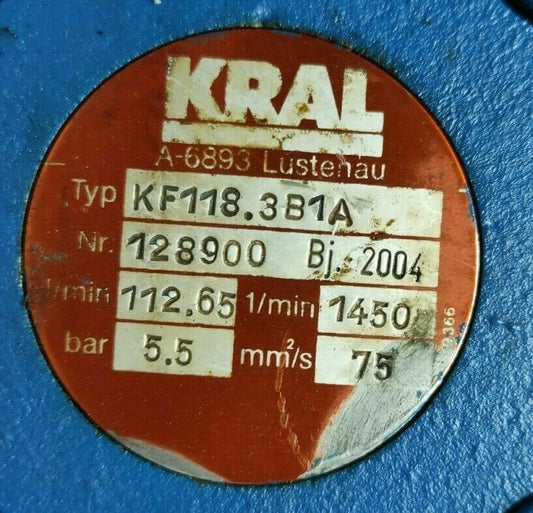 KRAL
A-6893 Lustenau
Typ KF118.3B1A
Nr. 128900 Bj. 2004
l/min 112.65 1/min 1450
bar 5.5 mm²/s 75